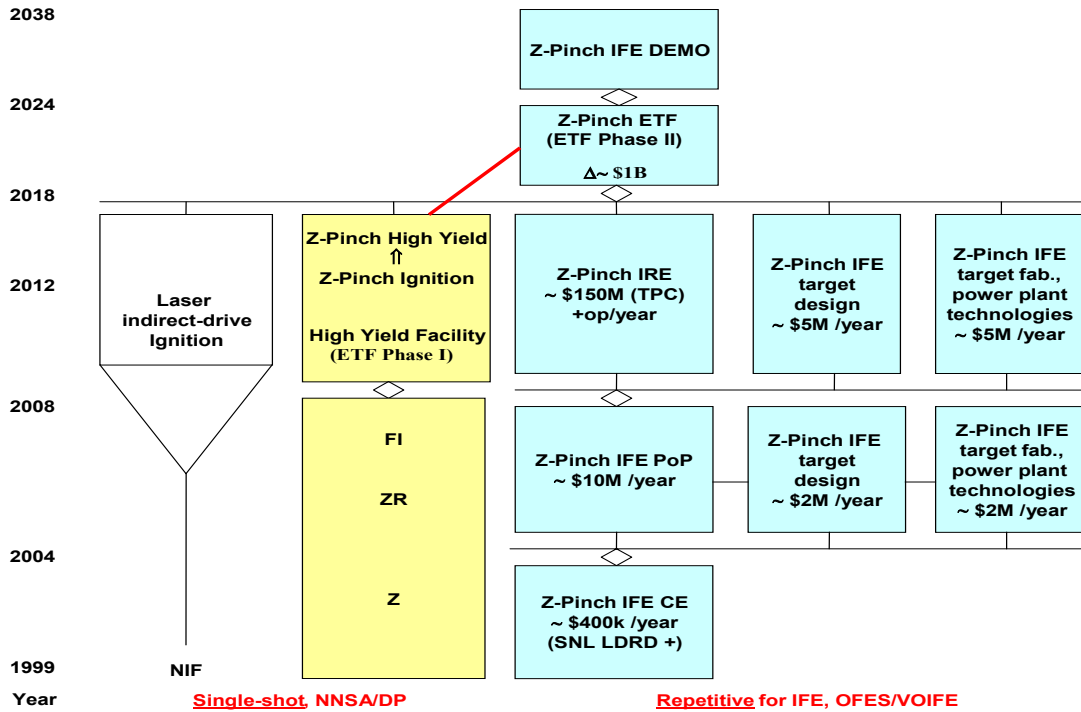 2038
Z-Pinch IFE DEMO
2024
Z-Pinch ETF
(ETF Phase II)
Δ~ $1B
2018
Laser
indirect-drive
Ignition
Z-Pinch High Yield
⇑
Z-Pinch Ignition
High Yield Facility
(ETF Phase I)
Z-Pinch IRE
~ $150M (TPC)
+op/year
Z-Pinch IFE
target
design
~ $5M /year
Z-Pinch IFE
target fab.,
power plant
technologies
~ $5M /year
2012
2008
FI
ZR
Z
Z-Pinch IFE PoP
~ $10M /year
Z-Pinch IFE
target
design
~ $2M /year
Z-Pinch IFE
target fab.,
power plant
technologies
~ $2M /year
2004
Z-Pinch IFE CE
~ $400k /year
(SNL LDRD +)
1999
NIF
Year
Single-shot, NNSA/DP
Repetitive for IFE, OFES/VOIFE